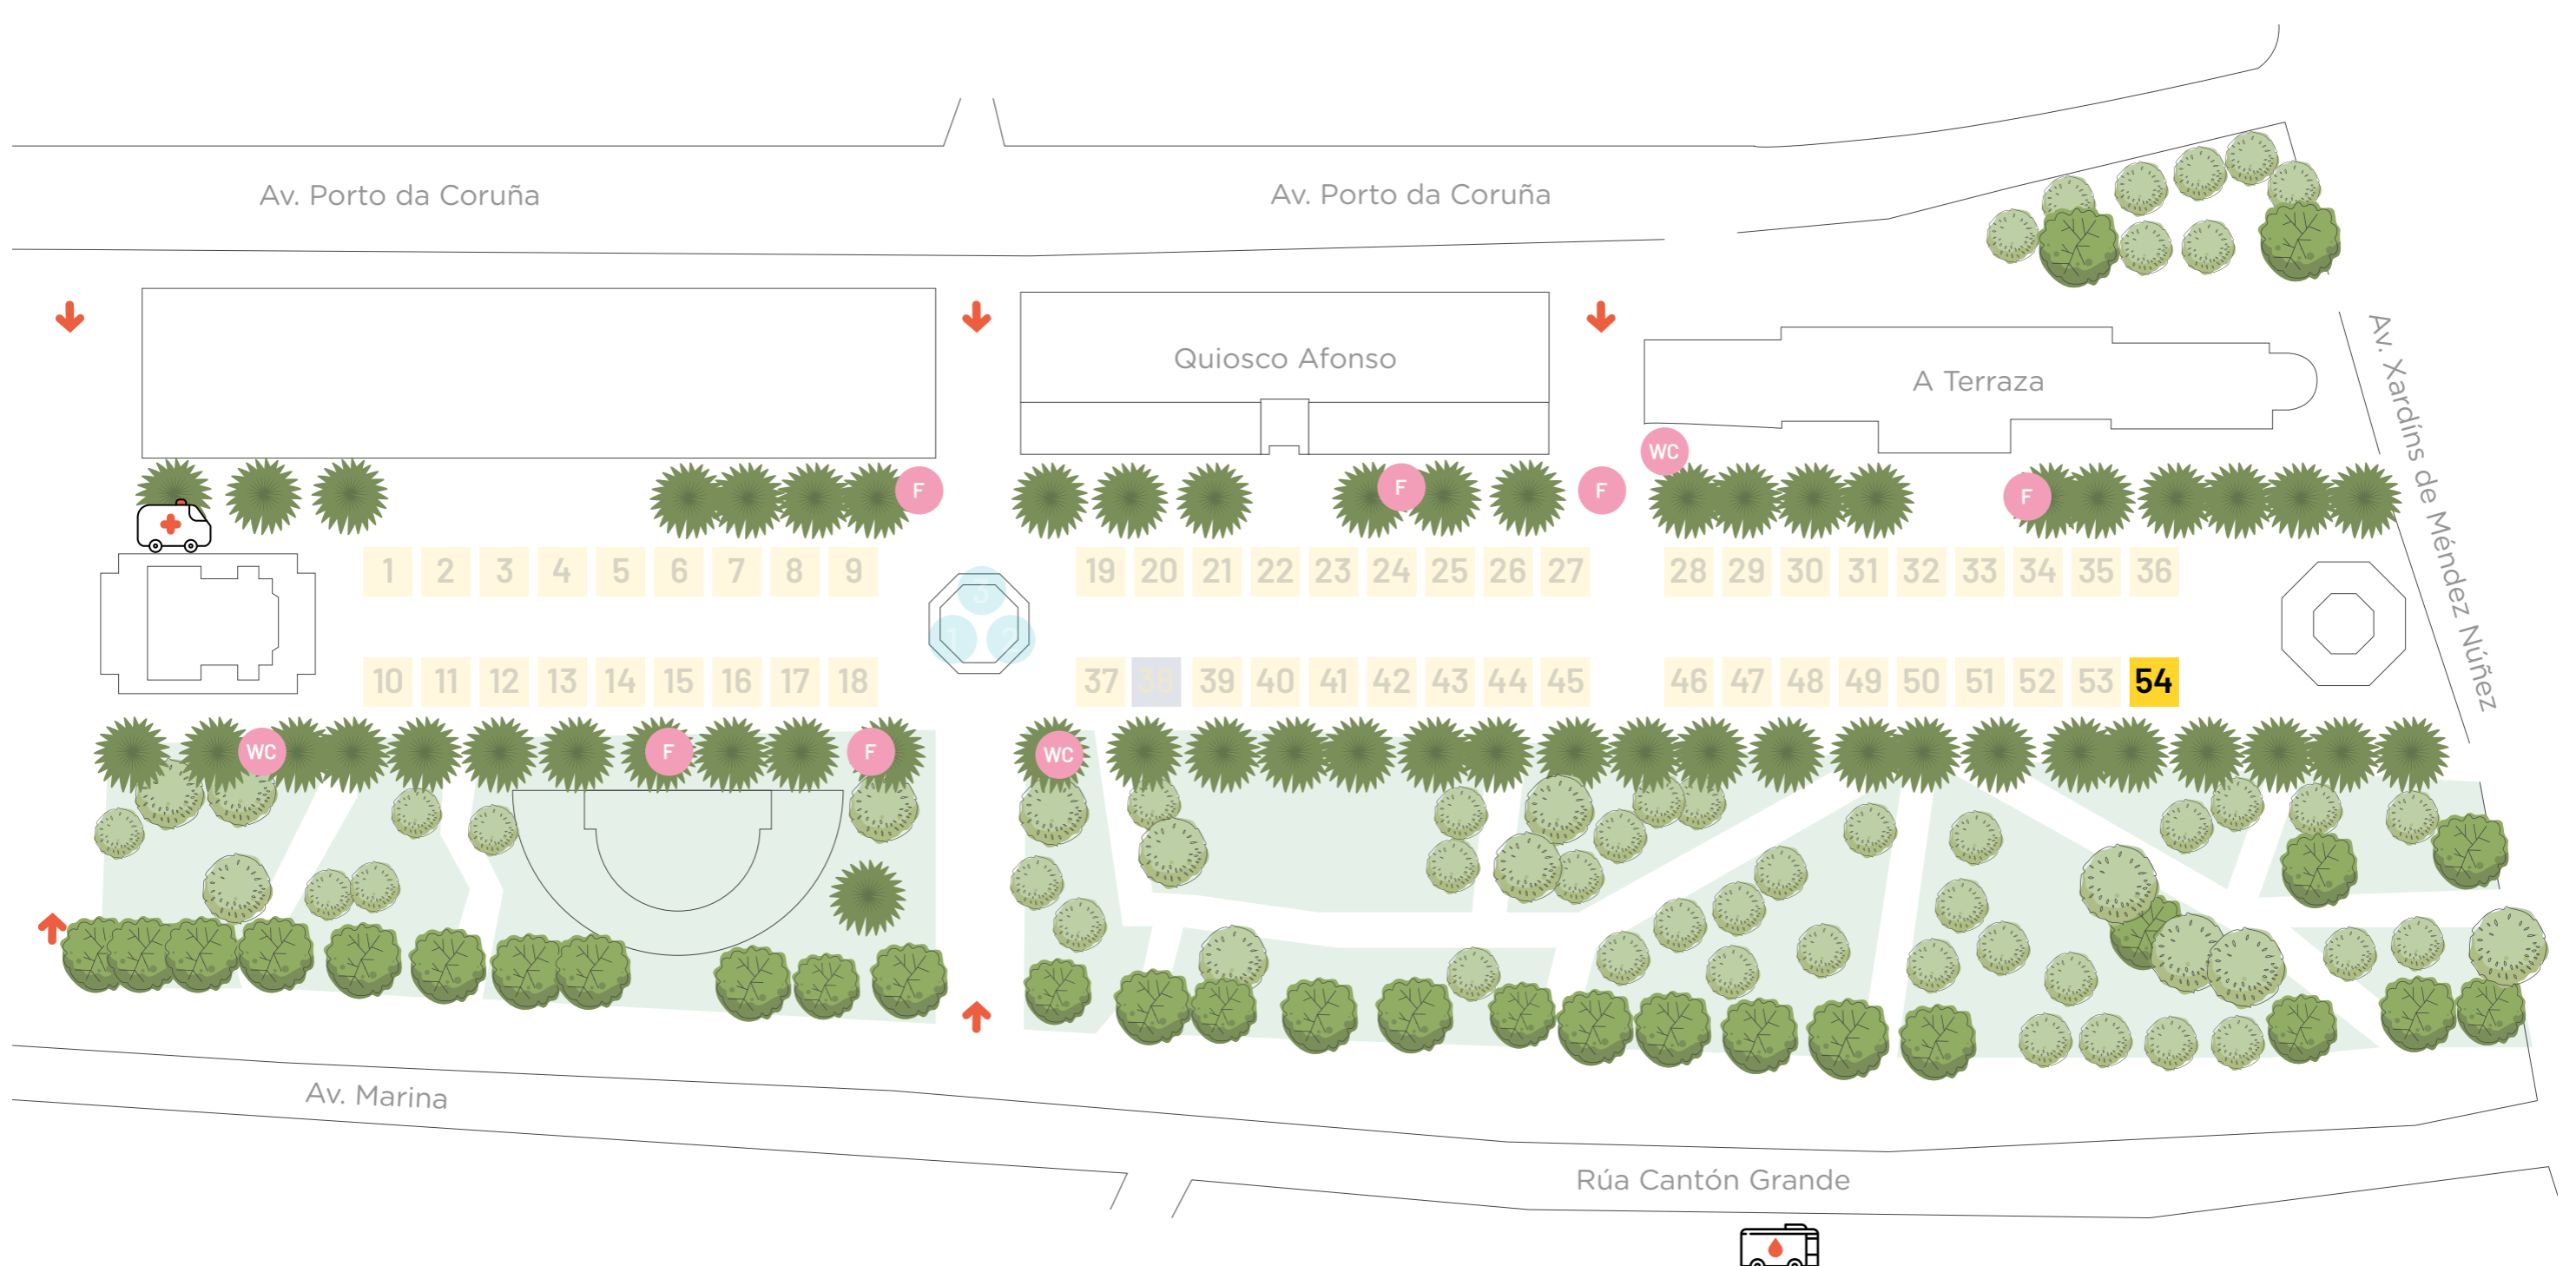 Av. Porto da Coruña
Av. Porto da Coruña
Quiosco Afonso
A Terraza
Av. Xardíns de Méndez Núñez
WC
F
F
F
F
1 2 3 4 5 6 7 8 9
19 20 21 22 23 24 25 26 27
28 29 30 31 32 33 34 35 36
3
1 2
10 11 12 13 14 15 16 17 18
37 38 39 40 41 42 43 44 45
46 47 48 49 50 51 52 53 54
WC
F
F
WC
Av. Marina
Rúa Cantón Grande